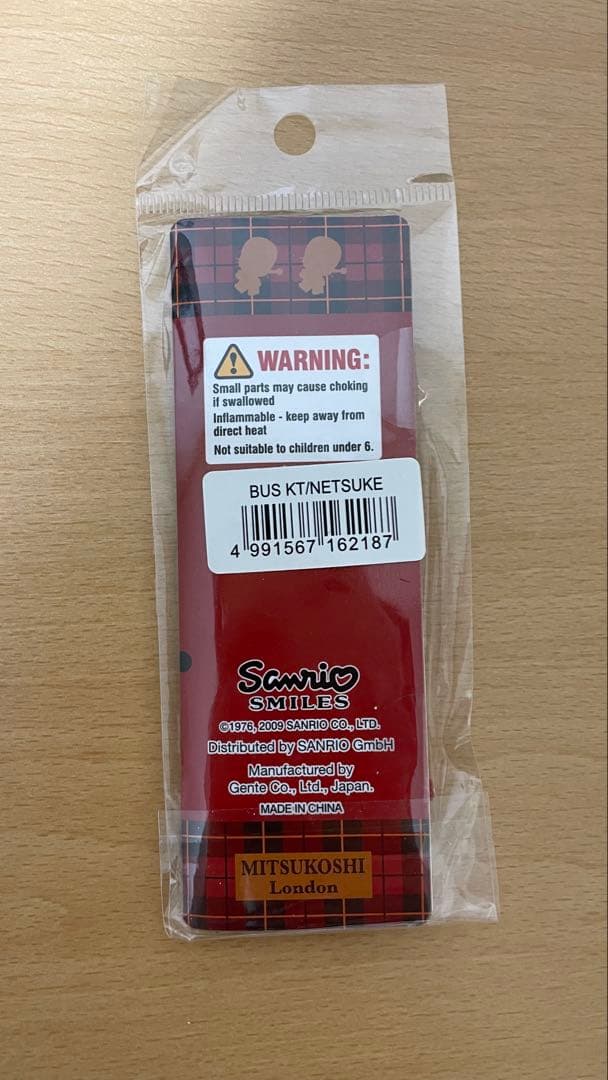 WARNING:
Small parts may cause choking
if swallowed
Inflammable - keep away from
direct heat
Not suitable to children under 6.
BUS KT/NETSUKE
4 991567 162187
Sanrio
SMILES
©1976, 2009 SANRIO CO., LTD.
Distributed by SANRIO GmbH
Manufactured by
Gente Co., Ltd., Japan.
MADE IN CHINA
MITSUKOSHI
London